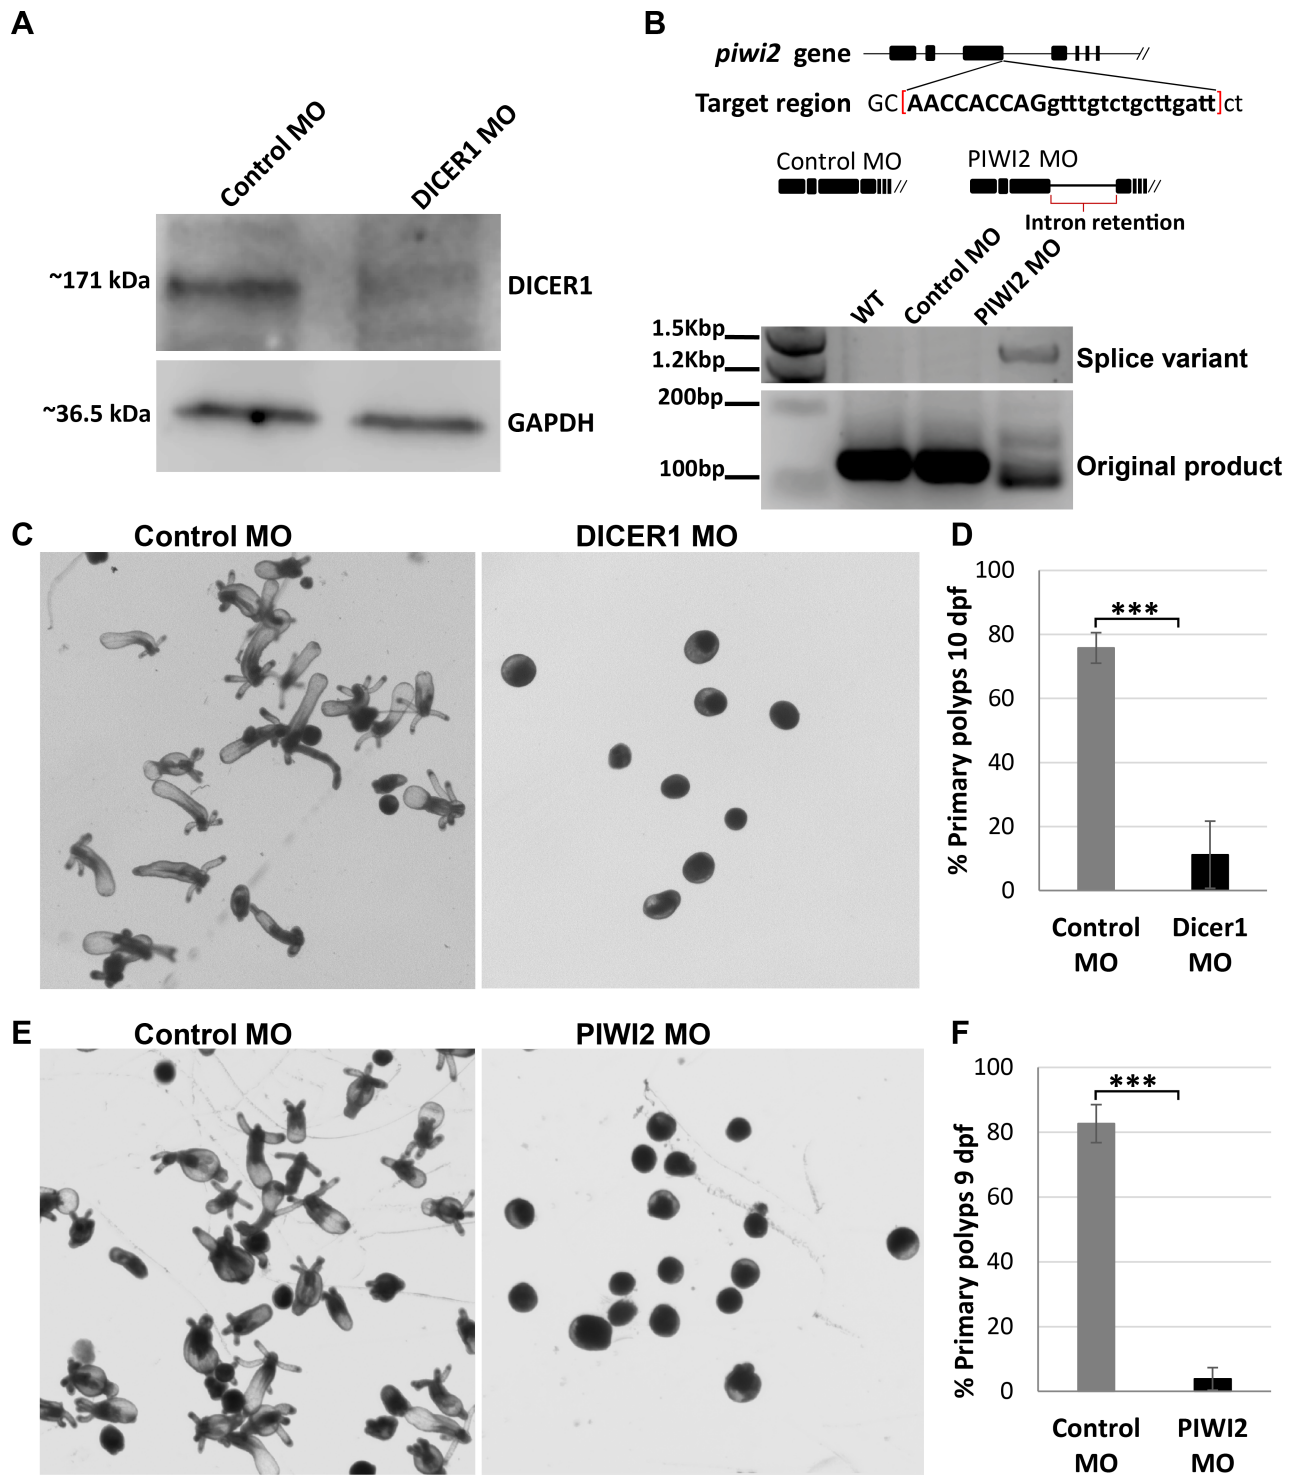 A
Control MO
DICER1 MO
~171 kDa
DICER1
~36.5 kDa
GAPDH
B
piwi2 gene
//
Target region GC[AACCACCAGgtttgtctgcttgatt]ct
Control MO
//
PIWI2 MO
//
Intron retention
WT
Control MO
PIWI2 MO
1.5Kbp
1.2Kbp
Splice variant
200bp
100bp
Original product
C
Control MO
DICER1 MO
D
% Primary polyps 10 dpf
100
80
60
40
20
0
***
Control
MO
Dicer1
MO
E
Control MO
PIWI2 MO
F
% Primary polyps 9 dpf
100
80
60
40
20
0
***
Control
MO
PIWI2
MO